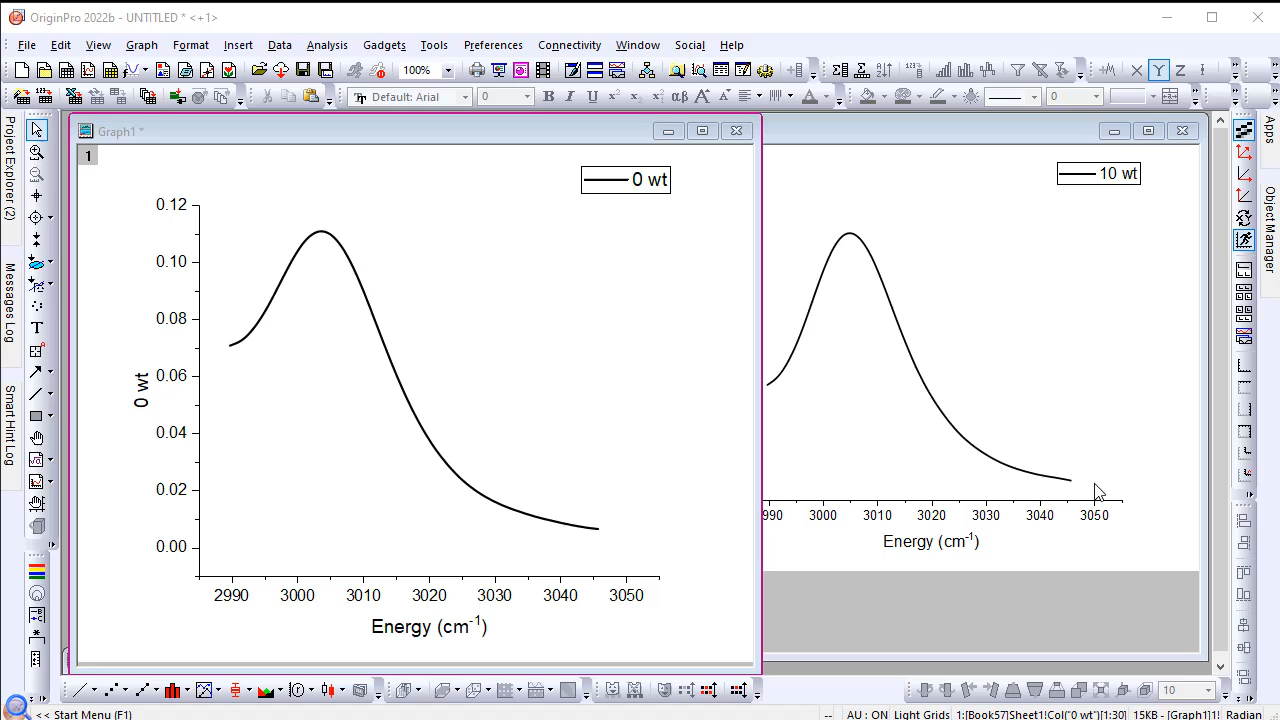 OriginPro 2022b - UNTITLED * <+1>
File Edit View Graph Format Insert Data Analysis Gadgets Tools Preferences Connectivity Window Social Help
100%
Default: Arial 0 B I U αβ A A A 0
Project Explorer (2)
Messages Log
Smart Hint Log
Graph1 *
1
0 wt
0.12
0.10
0.08
0.06
0.04
0.02
0.00
0 wt
2990 3000 3010 3020 3030 3040 3050
Energy (cm-1)
10 wt
990 3000 3010 3020 3030 3040 3050
Energy (cm-1)
Apps
Object Manager
10
<< Start Menu (F1) -- AU : ON Light Grids 1:[Book57]Sheet1!Col("0 wt")[1:30] 15KB - [Graph1]! Radian